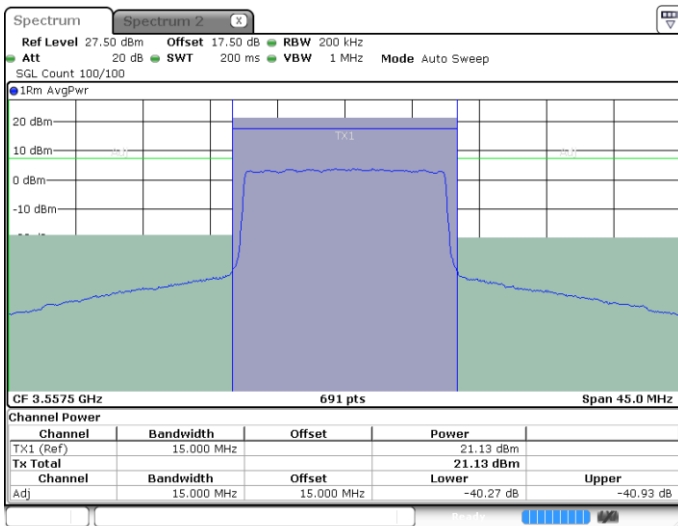 Spectrum Spectrum 2 X
Ref Level 27.50 dBm Offset 17.50 dB RBW 200 kHz
Att 20 dB SWT 200 ms VBW 1 MHz Mode Auto Sweep
SGL Count 100/100
1Rm AvgPwr
20 dBm
TX1
10 dBm Adj Adj
0 dBm
-10 dBm
CF 3.5575 GHz 691 pts Span 45.0 MHz
Channel Power
Channel Bandwidth Offset Power
TX1 (Ref) 15.000 MHz 21.13 dBm
Tx Total 21.13 dBm
Channel Bandwidth Offset Lower Upper
Adj 15.000 MHz 15.000 MHz -40.27 dB -40.93 dB
Ready